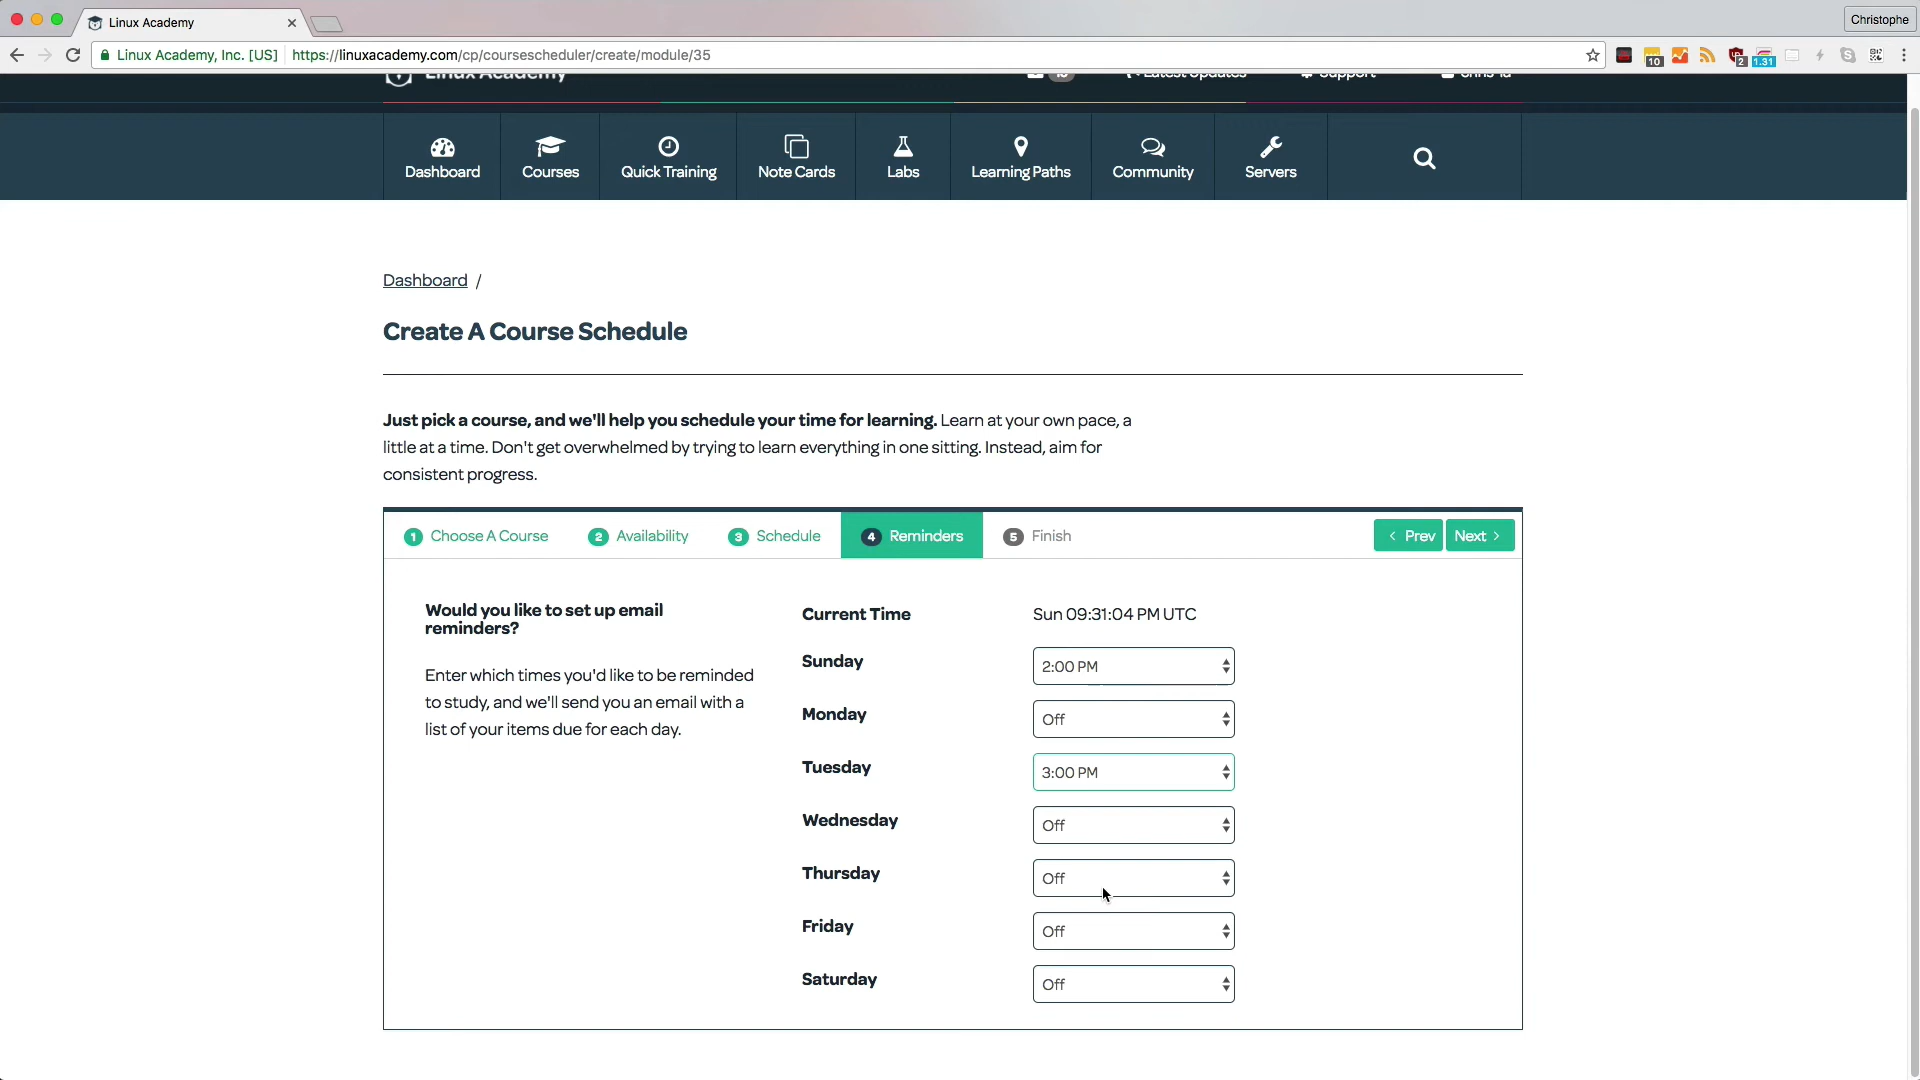 Linux Academy
Christophe
Linux Academy, Inc. [US]
https://linuxacademy.com/cp/coursescheduler/create/module/35
10
2
1.31
Linux Academy
Latest Updates
Support
Dashboard
Courses
Quick Training
Note Cards
Labs
Learning Paths
Community
Servers
Dashboard /
Create A Course Schedule
Just pick a course, and we'll help you schedule your time for learning. Learn at your own pace, a
little at a time. Don't get overwhelmed by trying to learn everything in one sitting. Instead, aim for
consistent progress.
1 Choose A Course
2 Availability
3 Schedule
4 Reminders
5 Finish
Prev
Next
Would you like to set up email
reminders?
Enter which times you'd like to be reminded
to study, and we'll send you an email with a
list of your items due for each day.
Current Time
Sun 09:31:04 PM UTC
Sunday
2:00 PM
Monday
Off
Tuesday
3:00 PM
Wednesday
Off
Thursday
Off
Friday
Off
Saturday
Off